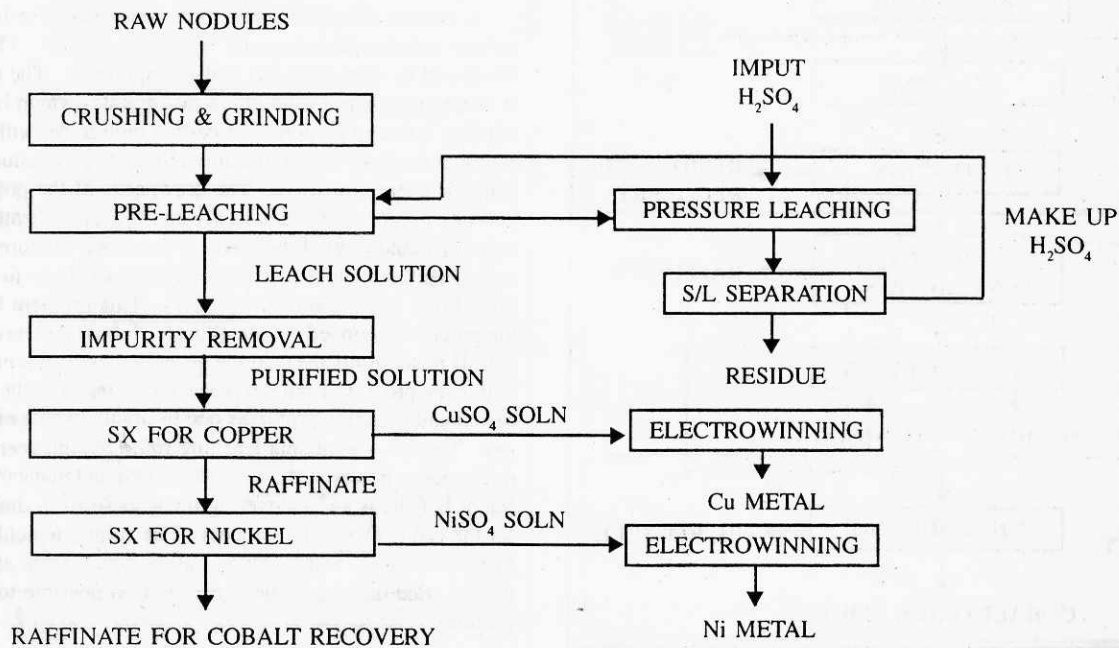 RAW NODULES
CRUSHING & GRINDING
PRE-LEACHING
LEACH SOLUTION
IMPURITY REMOVAL
PURIFIED SOLUTION
SX FOR COPPER
RAFFINATE
SX FOR NICKEL
RAFFINATE FOR COBALT RECOVERY
IMPUT
H₂SO₄
PRESSURE LEACHING
MAKE UP
H₂SO₄
S/L SEPARATION
RESIDUE
CuSO₄ SOLN
ELECTROWINNING
Cu METAL
NiSO₄ SOLN
ELECTROWINNING
Ni METAL